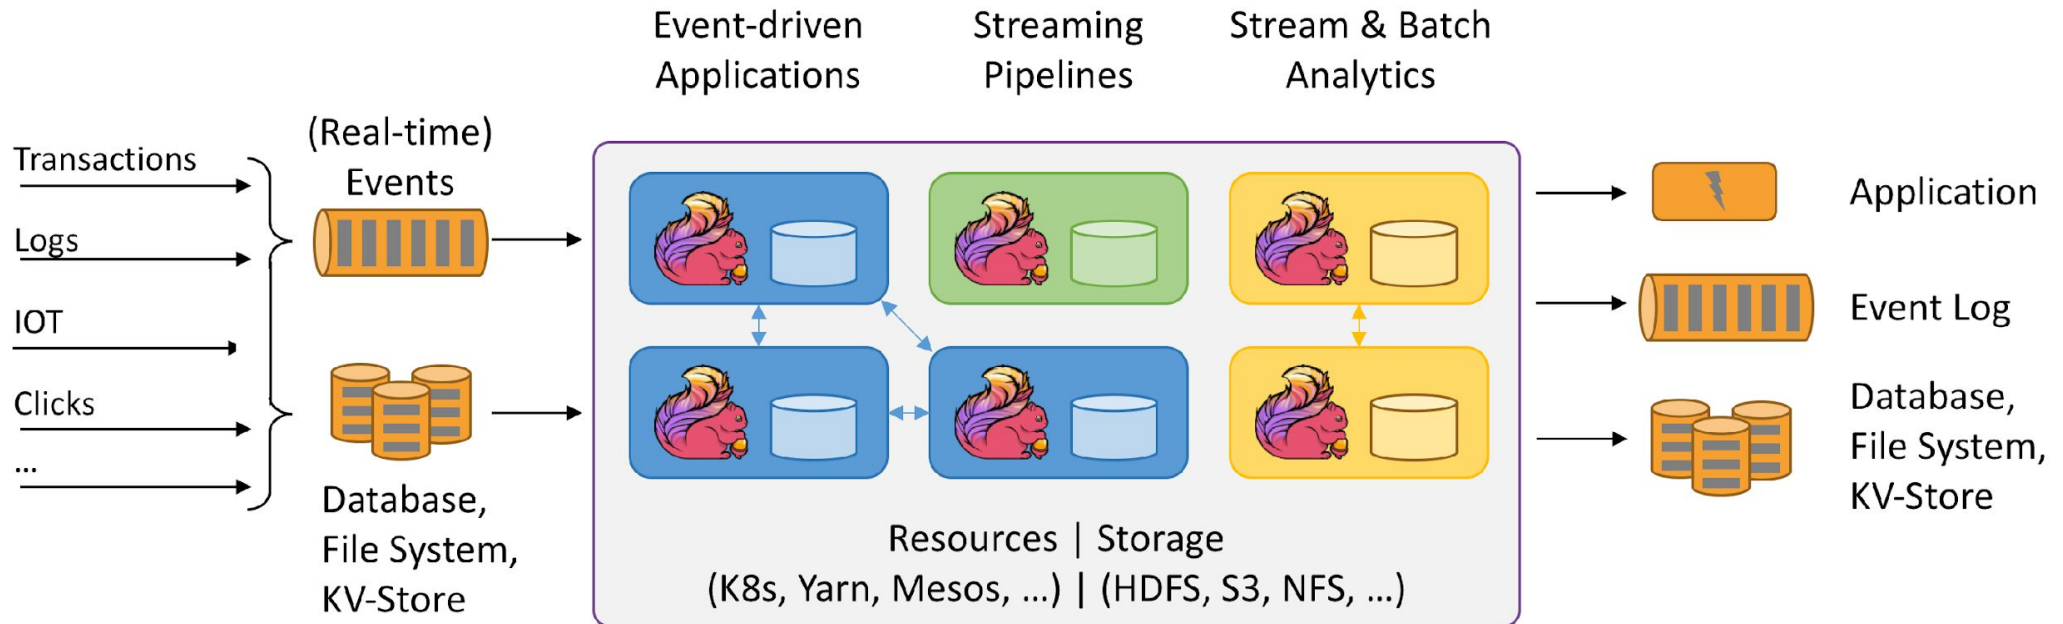 Event-driven
Applications
Streaming
Pipelines
Stream & Batch
Analytics
Transactions
Logs
IOT
Clicks
...
(Real-time)
Events
Database,
File System,
KV-Store
Resources | Storage
(K8s, Yarn, Mesos, ...) | (HDFS, S3, NFS, ...)
Application
Event Log
Database,
File System,
KV-Store